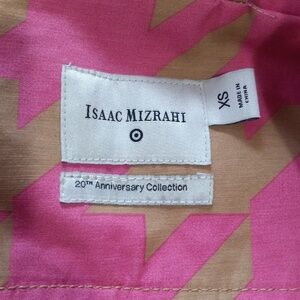 ISAAC MIZRAHI
XS
MADE IN
CHINA
20TH Anniversary Collection